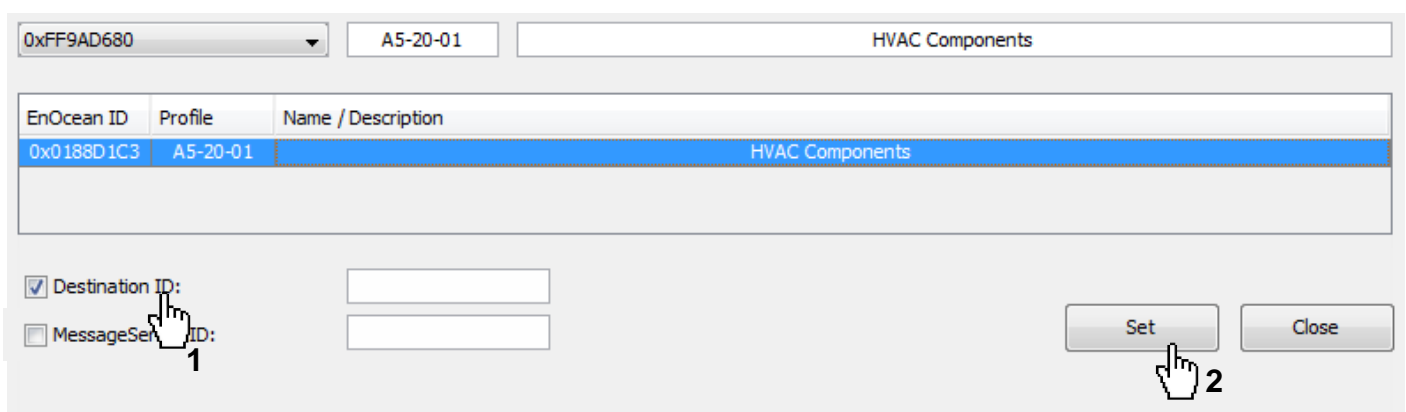 0xFF9AD680 A5-20-01 HVAC Components
EnOcean ID Profile Name / Description
0x0188D1C3 A5-20-01 HVAC Components
Destination ID:
MessageSen ID:
Set Close
1
2